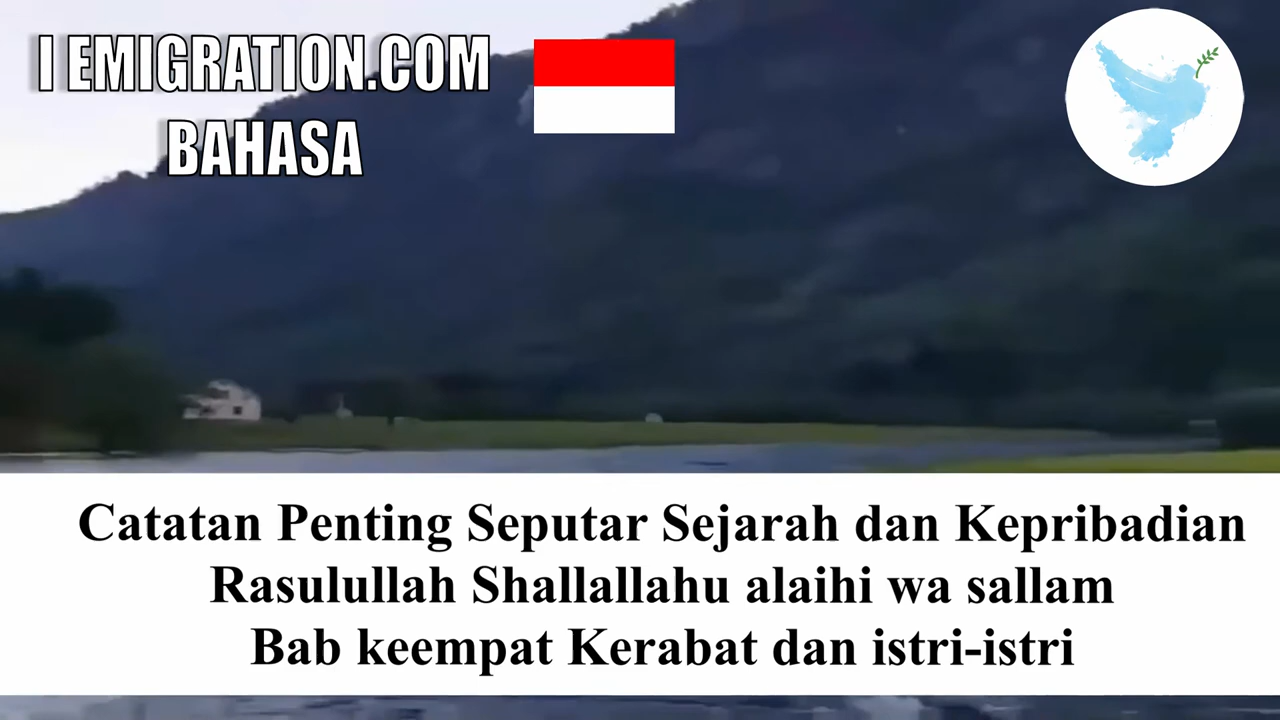 I EMIGRATION.COM
BAHASA
Catatan Penting Seputar Sejarah dan Kepribadian
Rasulullah Shallallahu alaihi wa sallam
Bab keempat Kerabat dan istri-istri